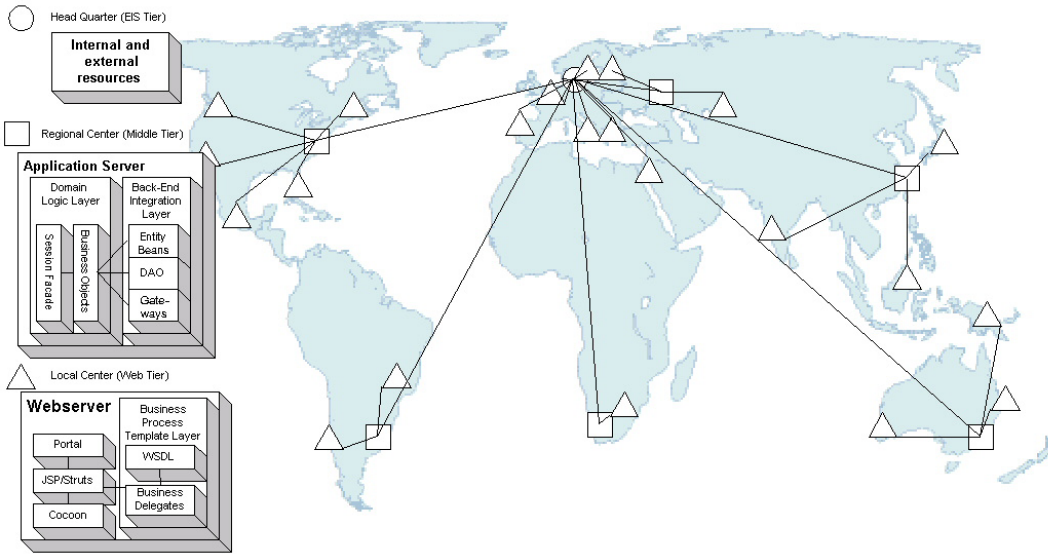 Head Quarter (EIS Tier)
Internal and
external
resources
Regional Center (Middle Tier)
Application Server
Domain
Logic Layer
Session Facade
Business Objects
Back-End
Integration
Layer
Entity
Beans
DAO
Gate-
ways
Local Center (Web Tier)
Webserver
Portal
JSP/Struts
Cocoon
Business
Process
Template Layer
WSDL
Business
Delegates